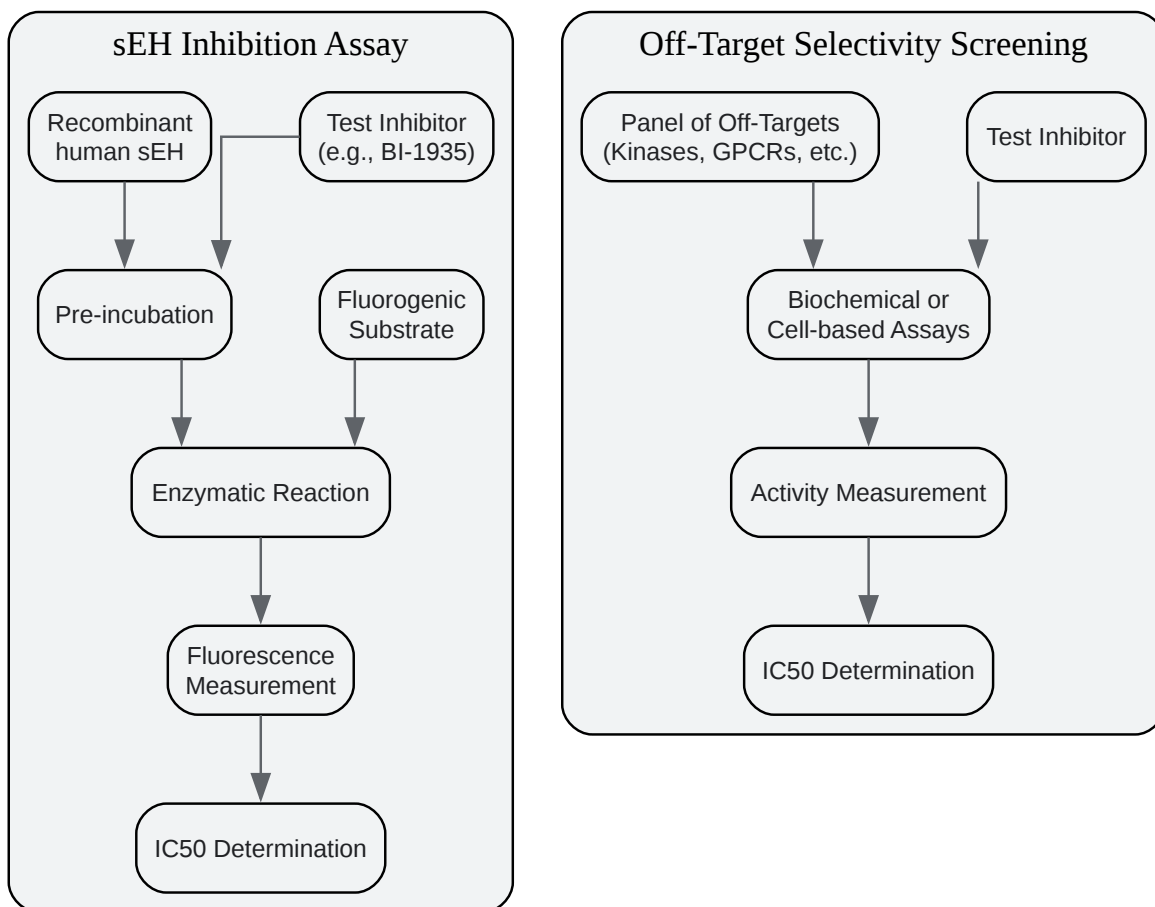 sEH Inhibition Assay
Recombinant
human sEH
Test Inhibitor
(e.g., BI-1935)
Pre-incubation
Fluorogenic
Substrate
Enzymatic Reaction
Fluorescence
Measurement
IC50 Determination
Off-Target Selectivity Screening
Panel of Off-Targets
(Kinases, GPCRs, etc.)
Test Inhibitor
Biochemical or
Cell-based Assays
Activity Measurement
IC50 Determination